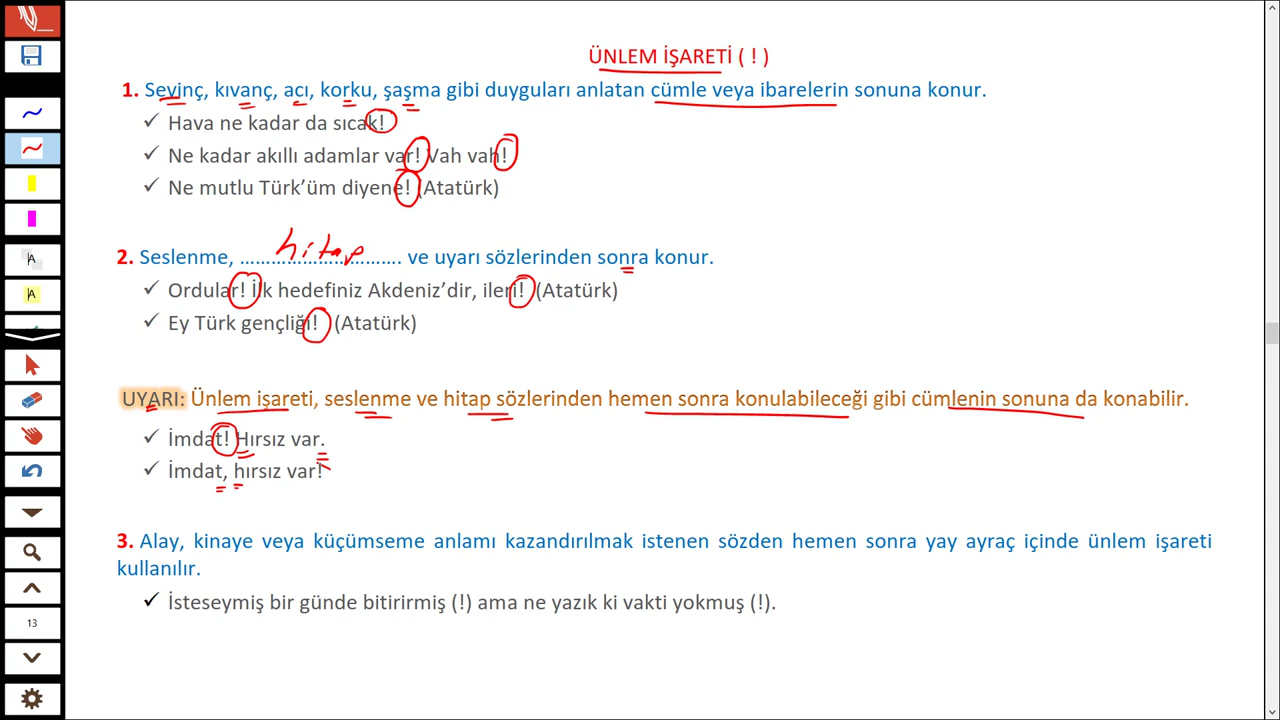 ÜNLEM İŞARETİ ( ! )
1. Sevinç, kıvanç, acı, korku, şaşma gibi duyguları anlatan cümle veya ibarelerin sonuna konur.
✓ Hava ne kadar da sıcak!
✓ Ne kadar akıllı adamlar var! Vah vah!
✓ Ne mutlu Türk’üm diyene! (Atatürk)
2. Seslenme, ......hitap...... ve uyarı sözlerinden sonra konur.
✓ Ordular! İlk hedefiniz Akdeniz’dir, ileri! (Atatürk)
✓ Ey Türk gençliği! (Atatürk)
UYARI: Ünlem işareti, seslenme ve hitap sözlerinden hemen sonra konulabileceği gibi cümlenin sonuna da konabilir.
✓ İmdat! Hırsız var.
✓ İmdat, hırsız var!
3. Alay, kinaye veya küçümseme anlamı kazandırılmak istenen sözden hemen sonra yay ayraç içinde ünlem işareti
kullanılır.
✓ İsteseymiş bir günde bitirirmiş (!) ama ne yazık ki vakti yokmuş (!).
A
A
13